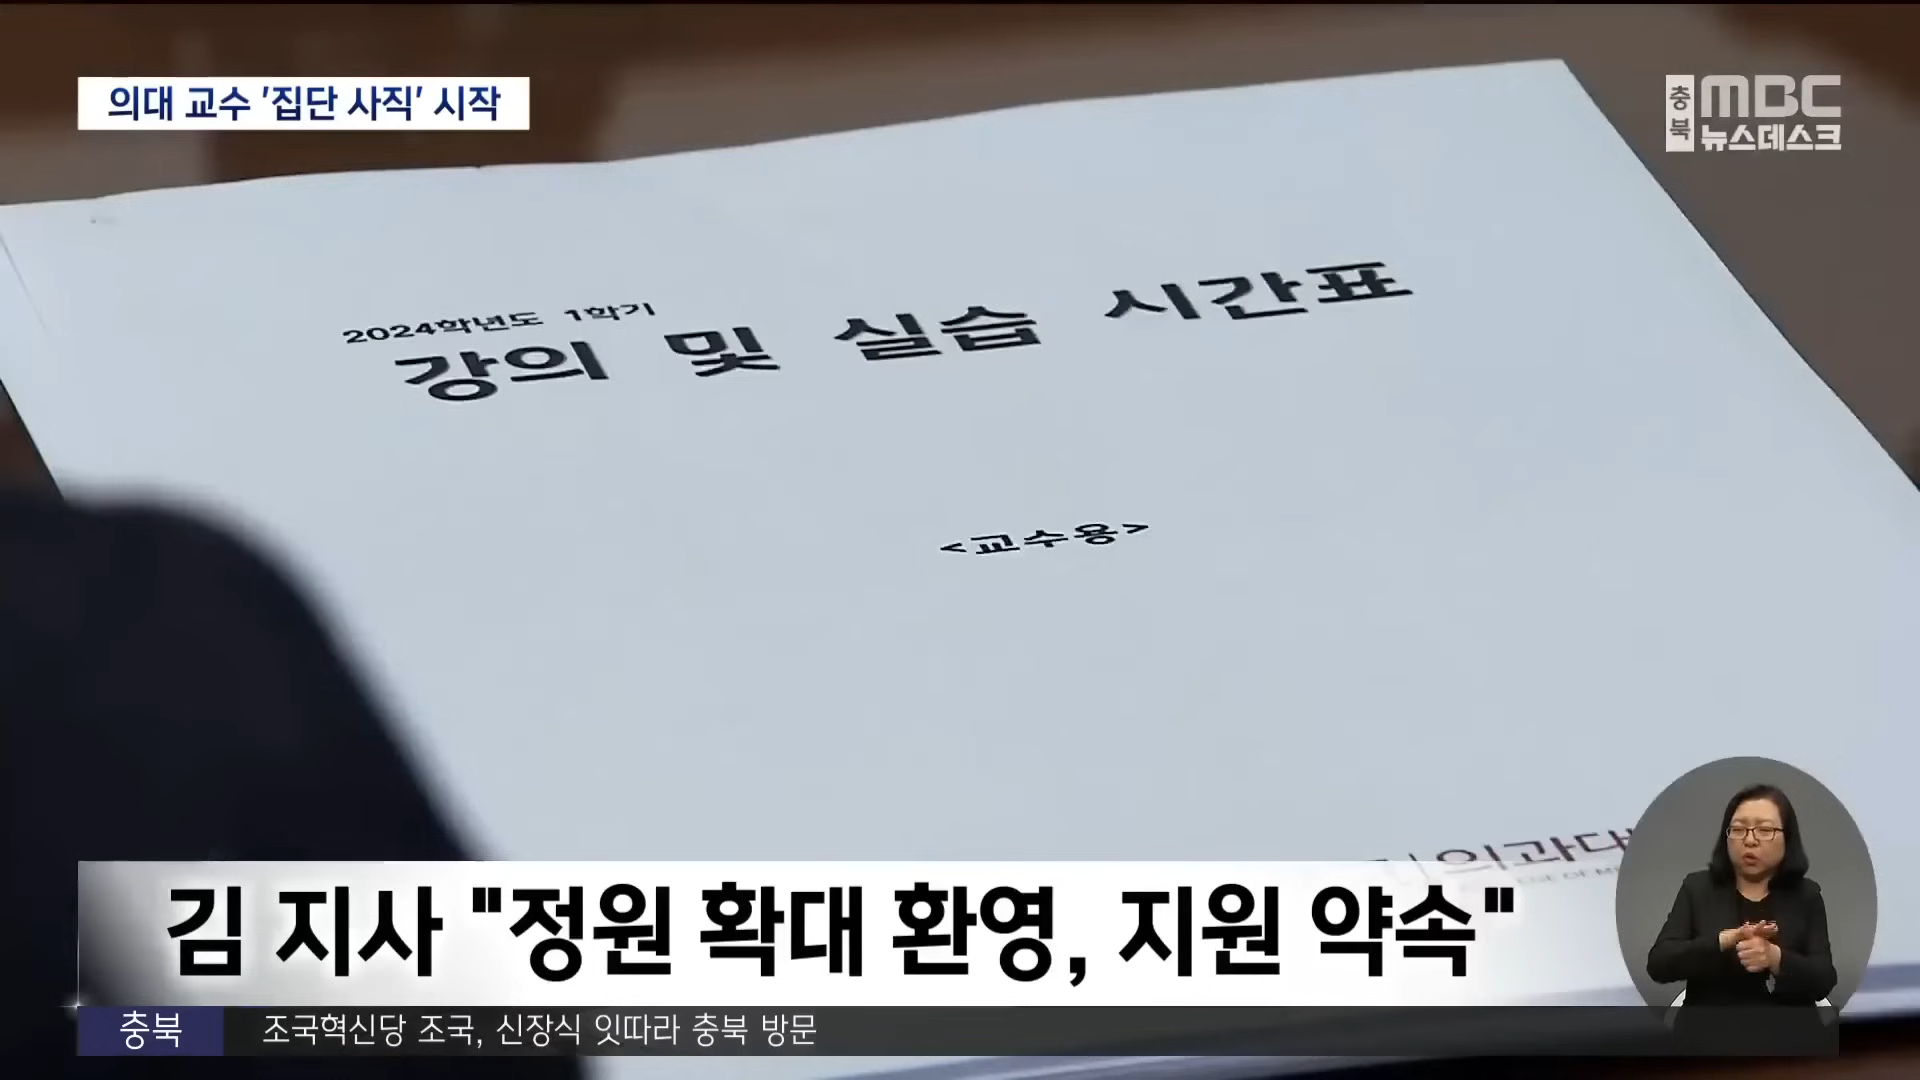 의대 교수 '집단 사직' 시작
충북
MBC
뉴스데스크
2024학년도 1학기
강의 및 실습 시간표
<교수용>
의과대
김 지사 "정원 확대 환영, 지원 약속"
충북
조국혁신당 조국, 신장식 잇따라 충북 방문